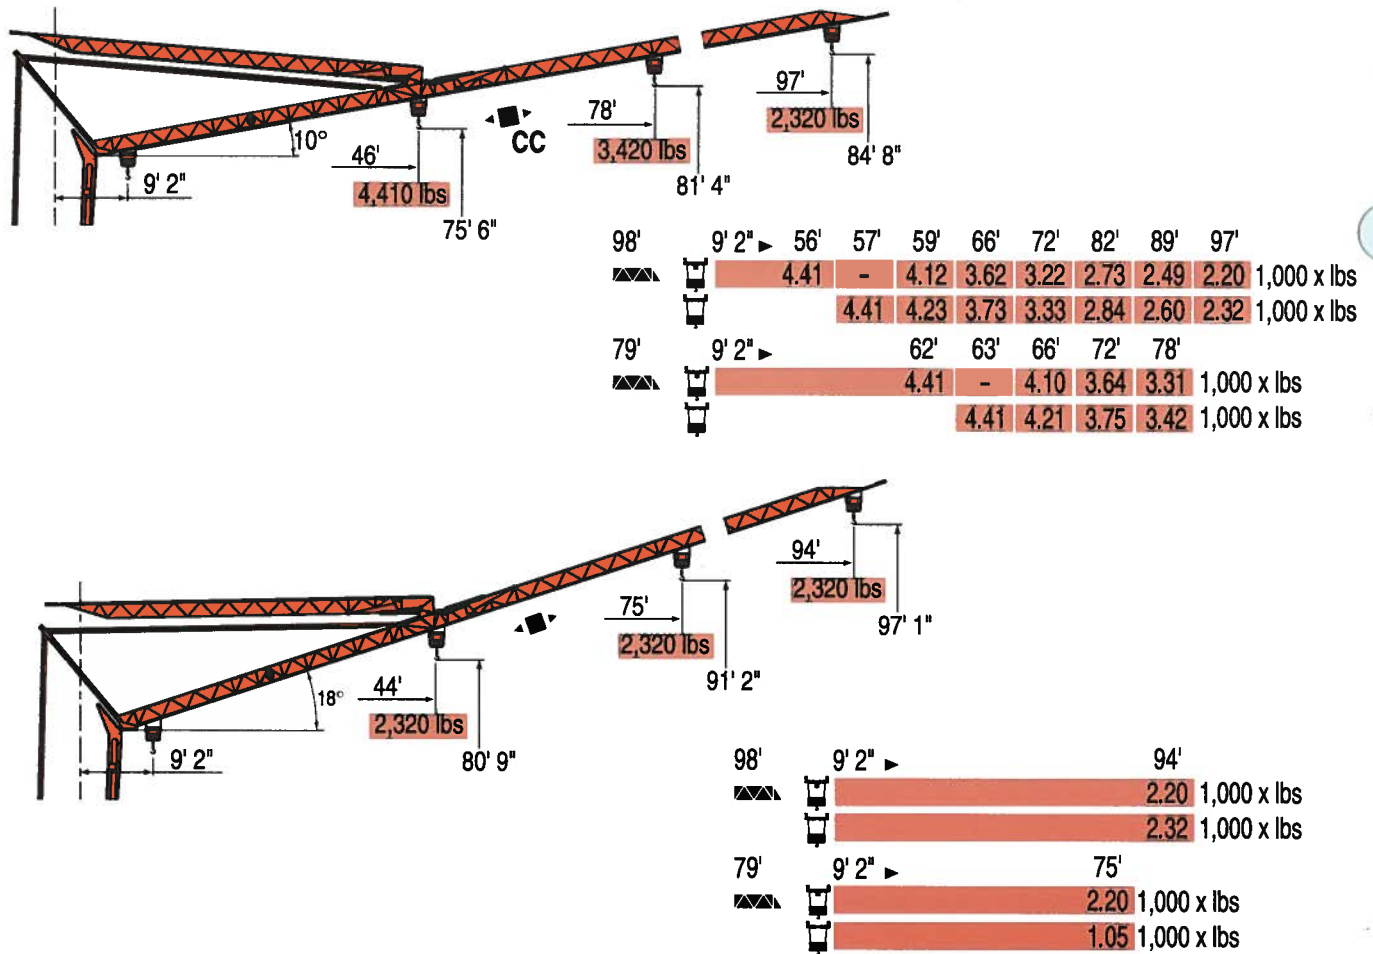 97'
2,320 lbs
84' 8"
78'
3,420 lbs
81' 4"
CC
10°
46'
4,410 lbs
75' 6"
9' 2"
98' 9' 2" ► 56' 57' 59' 66' 72' 82' 89' 97'
4.41 - 4.12 3.62 3.22 2.73 2.49 2.20 1,000 x lbs
4.41 4.23 3.73 3.33 2.84 2.60 2.32 1,000 x lbs
79' 9' 2" ► 62' 63' 66' 72' 78'
4.41 - 4.10 3.64 3.31 1,000 x lbs
4.41 4.21 3.75 3.42 1,000 x lbs
94'
2,320 lbs
97' 1"
75'
2,320 lbs
91' 2"
18°
44'
2,320 lbs
80' 9"
9' 2"
98' 9' 2" ► 94'
2.20 1,000 x lbs
2.32 1,000 x lbs
79' 9' 2" ► 75'
2.20 1,000 x lbs
1.05 1,000 x lbs